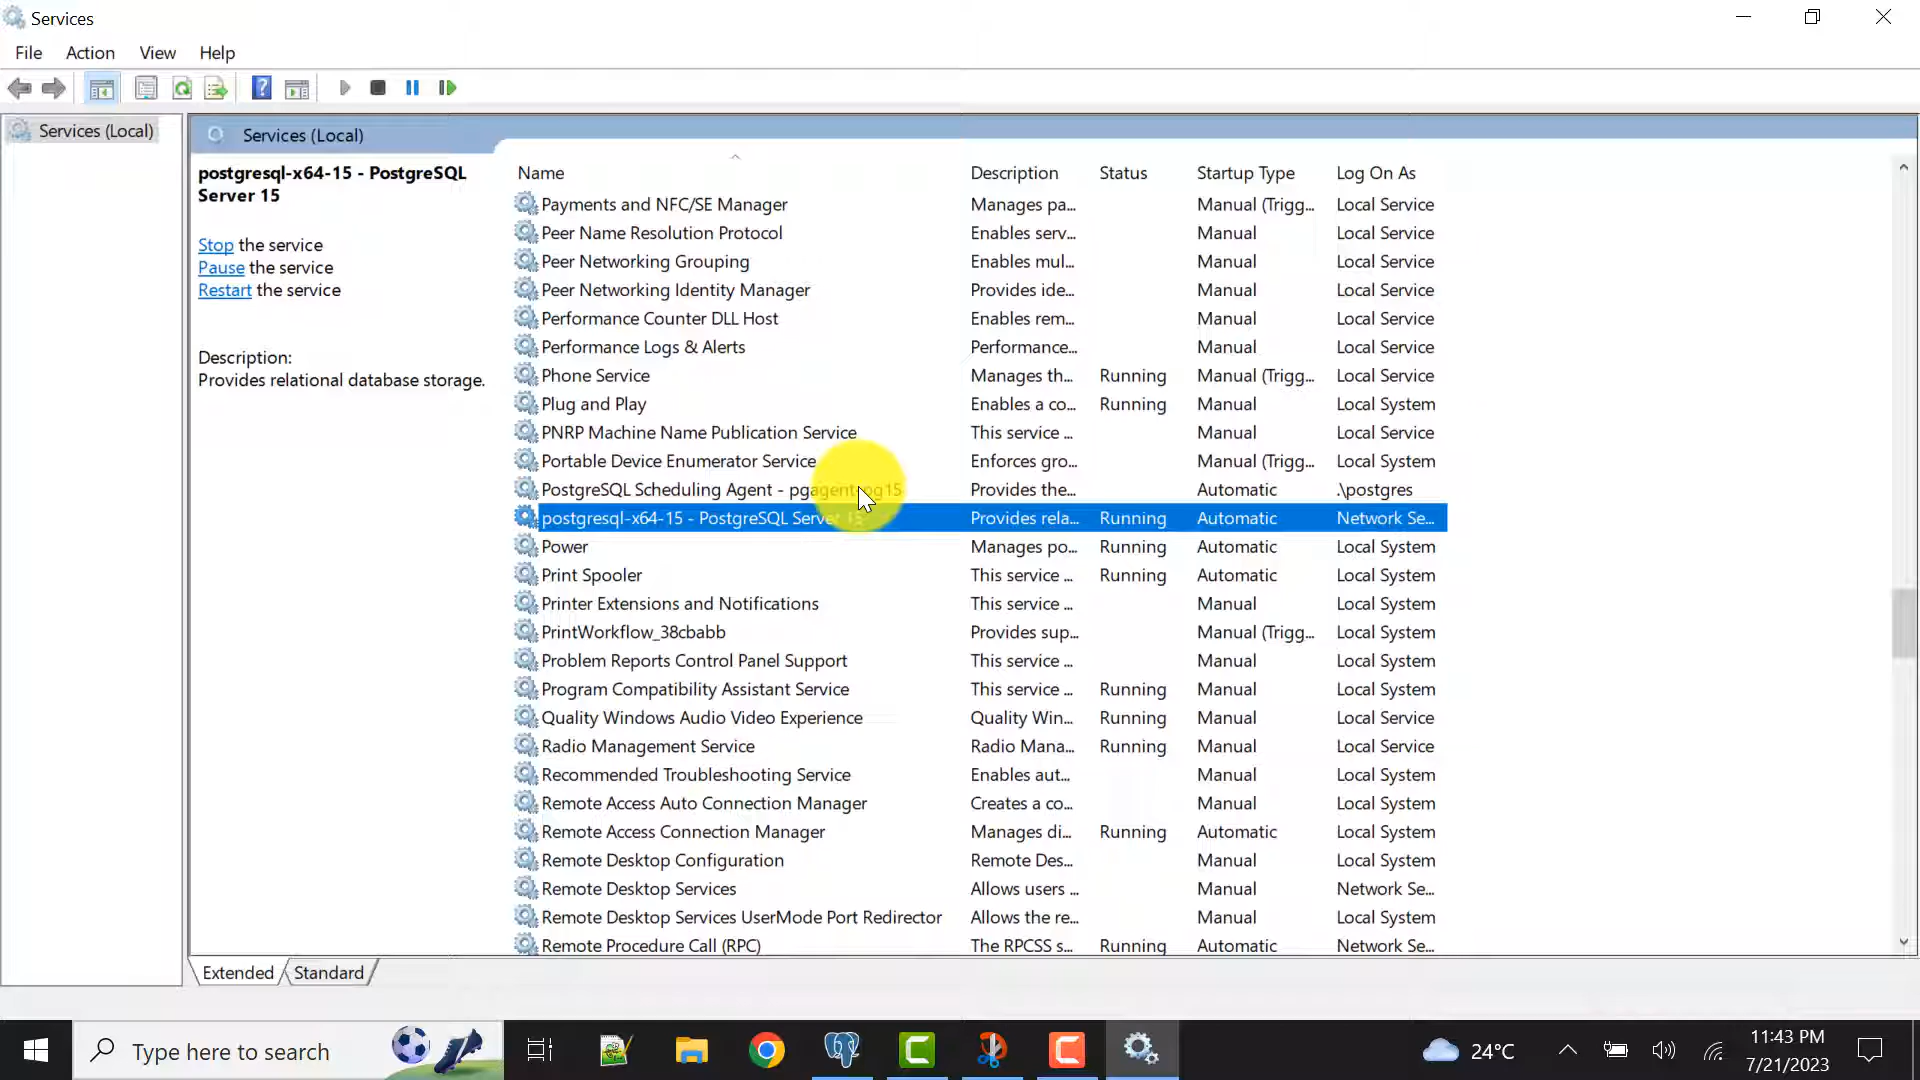 Services
File Action View Help
Services (Local)
Services (Local)
postgresql-x64-15 - PostgreSQL
Server 15
Stop the service
Pause the service
Restart the service
Description:
Provides relational database storage.
Name Description Status Startup Type Log On As
Payments and NFC/SE Manager Manages pa... Manual (Trigg... Local Service
Peer Name Resolution Protocol Enables serv... Manual Local Service
Peer Networking Grouping Enables mul... Manual Local Service
Peer Networking Identity Manager Provides ide... Manual Local Service
Performance Counter DLL Host Enables rem... Manual Local Service
Performance Logs & Alerts Performance... Manual Local Service
Phone Service Manages th... Running Manual (Trigg... Local Service
Plug and Play Enables a co... Running Manual Local System
PNRP Machine Name Publication Service This service ... Manual Local Service
Portable Device Enumerator Service Enforces gro... Manual (Trigg... Local System
PostgreSQL Scheduling Agent - pgagent-pg15 Provides the... Automatic .\postgres
postgresql-x64-15 - PostgreSQL Server 15 Provides rela... Running Automatic Network Se...
Power Manages po... Running Automatic Local System
Print Spooler This service ... Running Automatic Local System
Printer Extensions and Notifications This service ... Manual Local System
PrintWorkflow_38cbabb Provides sup... Manual (Trigg... Local System
Problem Reports Control Panel Support This service ... Manual Local System
Program Compatibility Assistant Service This service ... Running Manual Local System
Quality Windows Audio Video Experience Quality Win... Running Manual Local Service
Radio Management Service Radio Mana... Running Manual Local Service
Recommended Troubleshooting Service Enables aut... Manual Local System
Remote Access Auto Connection Manager Creates a co... Manual Local System
Remote Access Connection Manager Manages di... Running Automatic Local System
Remote Desktop Configuration Remote Des... Manual Local System
Remote Desktop Services Allows users ... Manual Network Se...
Remote Desktop Services UserMode Port Redirector Allows the re... Manual Local System
Remote Procedure Call (RPC) The RPCSS s... Running Automatic Network Se...
Extended Standard
Type here to search
24°C
11:43 PM
7/21/2023